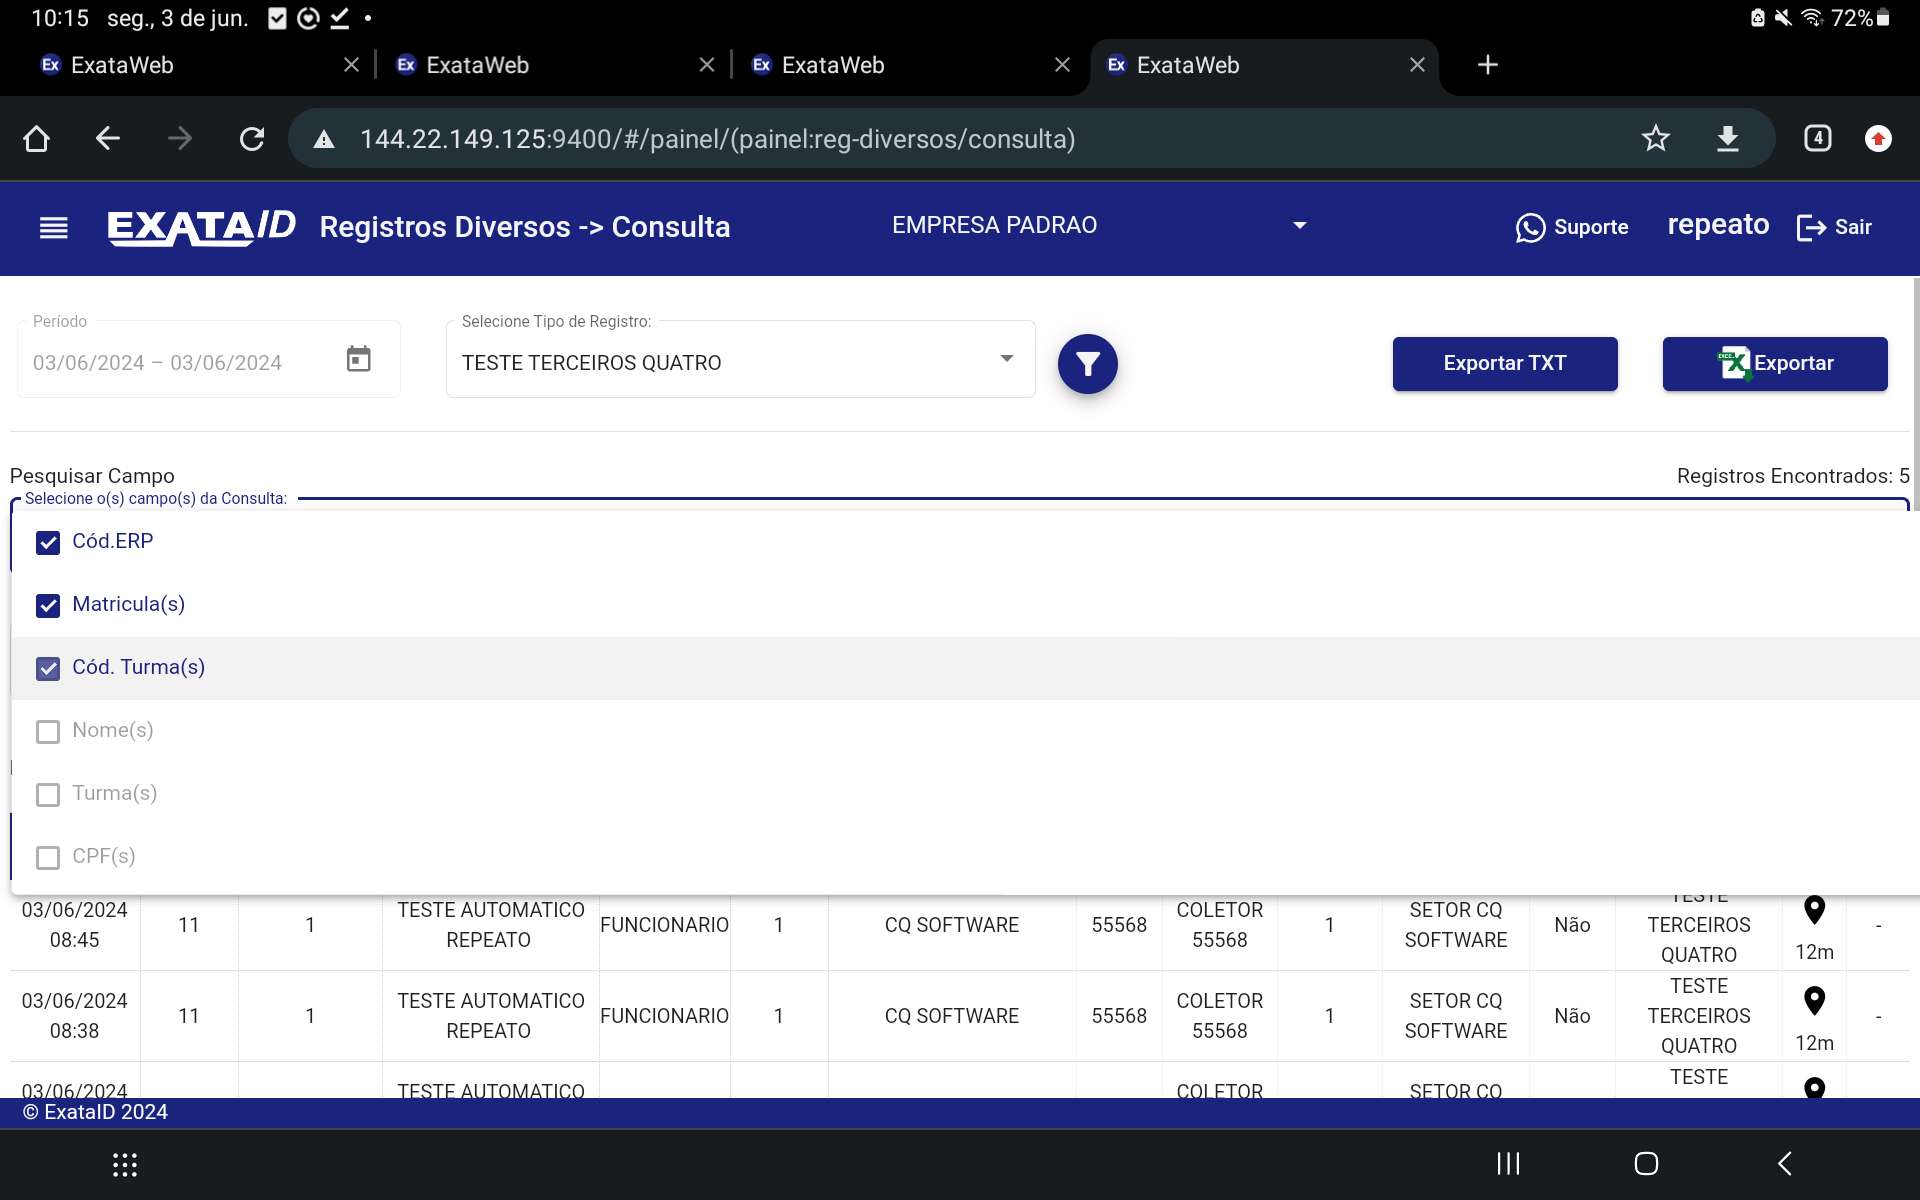 10:15 seg., 3 de jun.
72%
Ex ExataWeb
Ex ExataWeb
Ex ExataWeb
Ex ExataWeb
144.22.149.125:9400/#/painel/(painel:reg-diversos/consulta)
4
EXATA/D Registros Diversos -> Consulta
EMPRESA PADRAO
Suporte
repeato
Sair
Período
03/06/2024 – 03/06/2024
Selecione Tipo de Registro:
TESTE TERCEIROS QUATRO
Exportar TXT
Exportar
Pesquisar Campo
Registros Encontrados: 5
Selecione o(s) campo(s) da Consulta:
Cód.ERP
Matricula(s)
Cód. Turma(s)
Nome(s)
Turma(s)
CPF(s)
03/06/2024 08:45 11 1 TESTE AUTOMATICO REPEATO FUNCIONARIO 1 CQ SOFTWARE 55568 COLETOR 55568 1 SETOR CQ SOFTWARE Não TESTE TERCEIROS QUATRO 12m -
03/06/2024 08:38 11 1 TESTE AUTOMATICO REPEATO FUNCIONARIO 1 CQ SOFTWARE 55568 COLETOR 55568 1 SETOR CQ SOFTWARE Não TESTE TERCEIROS QUATRO 12m -
03/06/2024 TESTE AUTOMATICO COLETOR SETOR CQ TESTE
© ExataID 2024